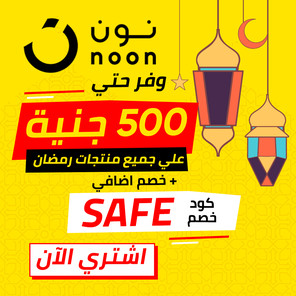 نون
noon
وفر حتي
500 جنية
علي جميع منتجات رمضان
+ خصم اضافي
كود خصم
SAFE
اشتري الآن